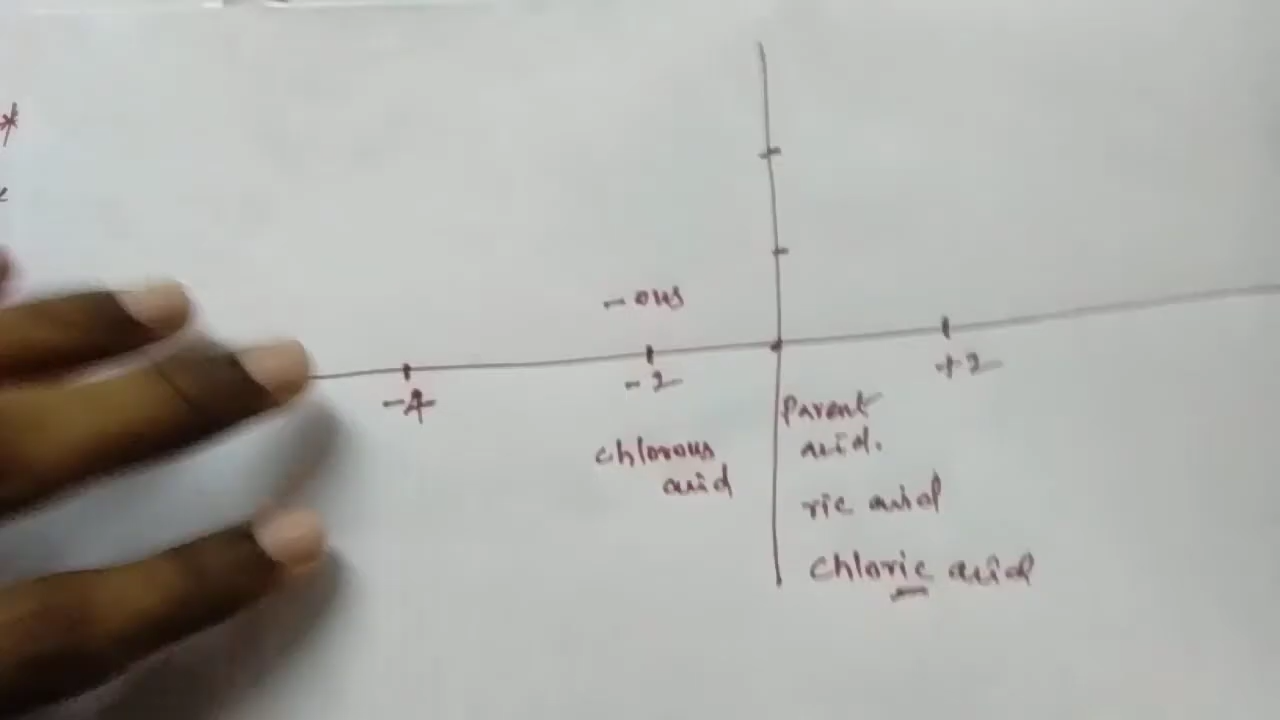 -ous
-4
-2
+2
chlorous
acid
Parent
acid.
ric acid
chloric acid